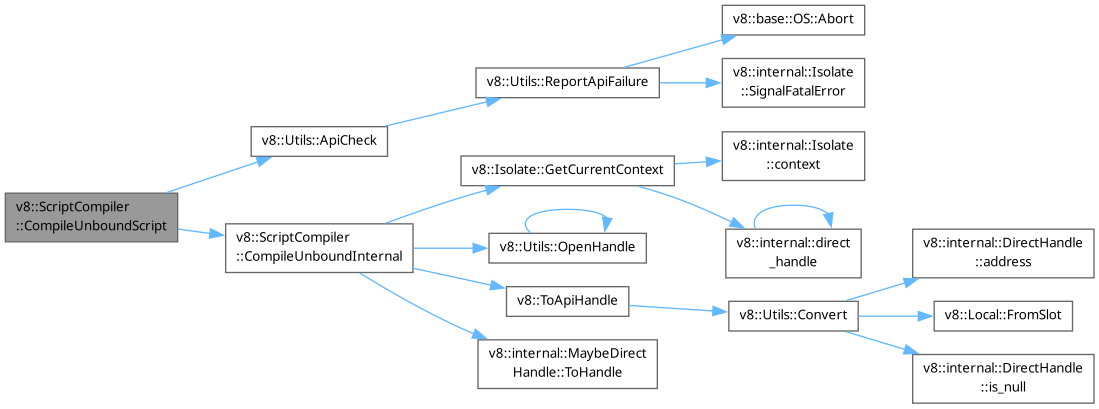 v8::ScriptCompiler
::CompileUnboundScript
v8::Utils::ApiCheck
v8::Utils::ReportApiFailure
v8::base::OS::Abort
v8::internal::Isolate
::SignalFatalError
v8::ScriptCompiler
::CompileUnboundInternal
v8::Isolate::GetCurrentContext
v8::internal::Isolate
::context
v8::internal::direct
_handle
v8::Utils::OpenHandle
v8::ToApiHandle
v8::Utils::Convert
v8::internal::DirectHandle
::address
v8::Local::FromSlot
v8::internal::DirectHandle
::is_null
v8::internal::MaybeDirect
Handle::ToHandle